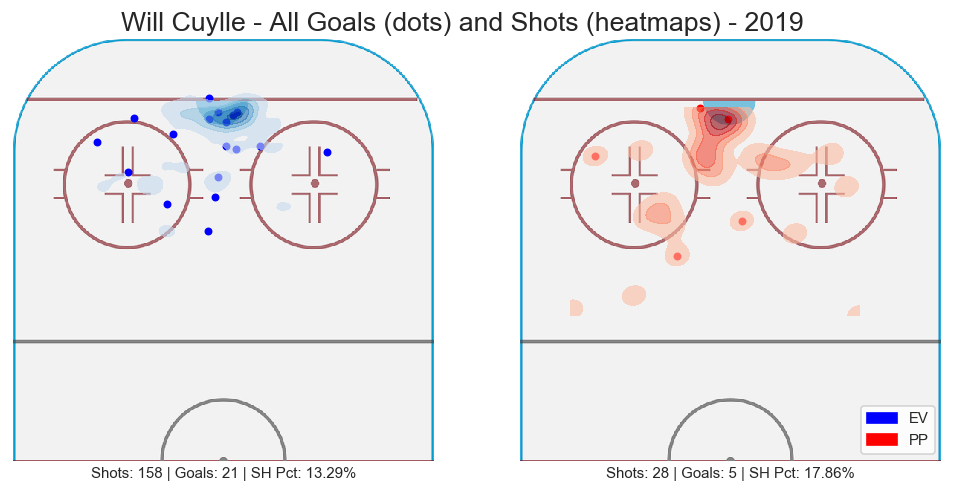 Will Cuylle - All Goals (dots) and Shots (heatmaps) - 2019
EV
PP
Shots: 158 | Goals: 21 | SH Pct: 13.29%
Shots: 28 | Goals: 5 | SH Pct: 17.86%